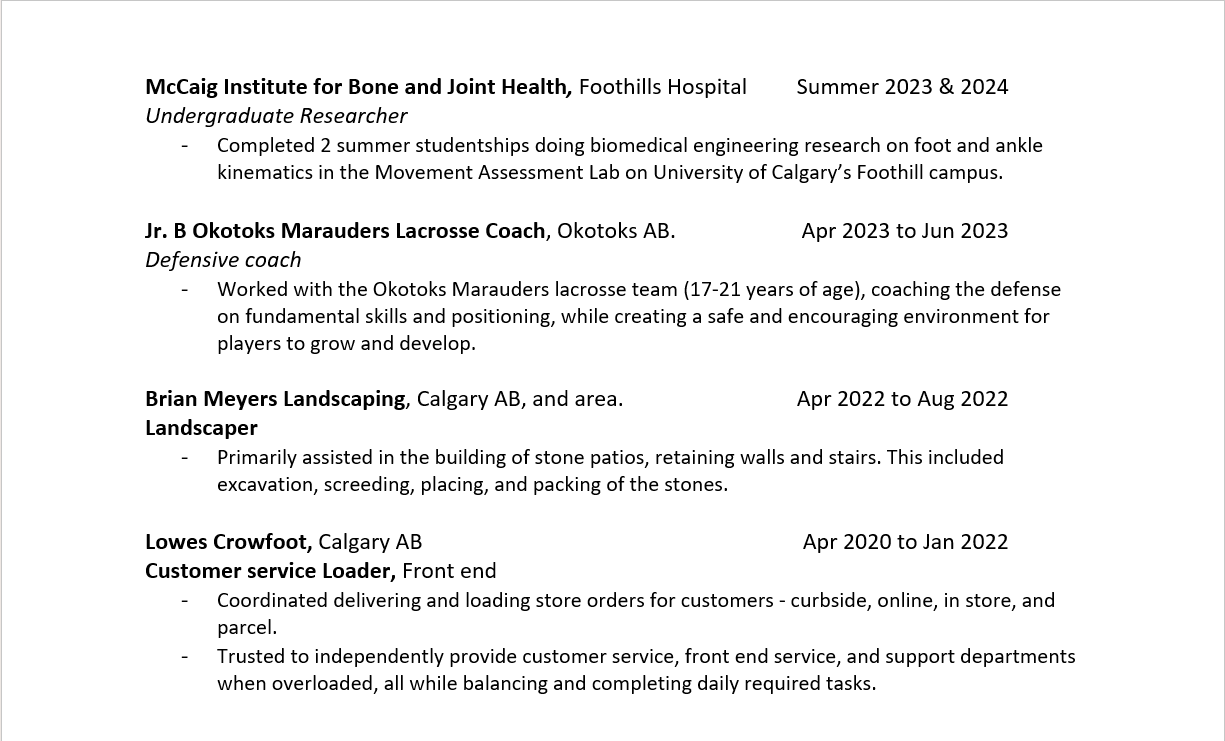 McCaig Institute for Bone and Joint Health, Foothills Hospital Summer 2023 & 2024
Undergraduate Researcher
- Completed 2 summer studentships doing biomedical engineering research on foot and ankle
kinematics in the Movement Assessment Lab on University of Calgary’s Foothill campus.
Jr. B Okotoks Marauders Lacrosse Coach, Okotoks AB. Apr 2023 to Jun 2023
Defensive coach
- Worked with the Okotoks Marauders lacrosse team (17-21 years of age), coaching the defense
on fundamental skills and positioning, while creating a safe and encouraging environment for
players to grow and develop.
Brian Meyers Landscaping, Calgary AB, and area. Apr 2022 to Aug 2022
Landscaper
- Primarily assisted in the building of stone patios, retaining walls and stairs. This included
excavation, screeding, placing, and packing of the stones.
Lowes Crowfoot, Calgary AB Apr 2020 to Jan 2022
Customer service Loader, Front end
- Coordinated delivering and loading store orders for customers - curbside, online, in store, and
parcel.
- Trusted to independently provide customer service, front end service, and support departments
when overloaded, all while balancing and completing daily required tasks.